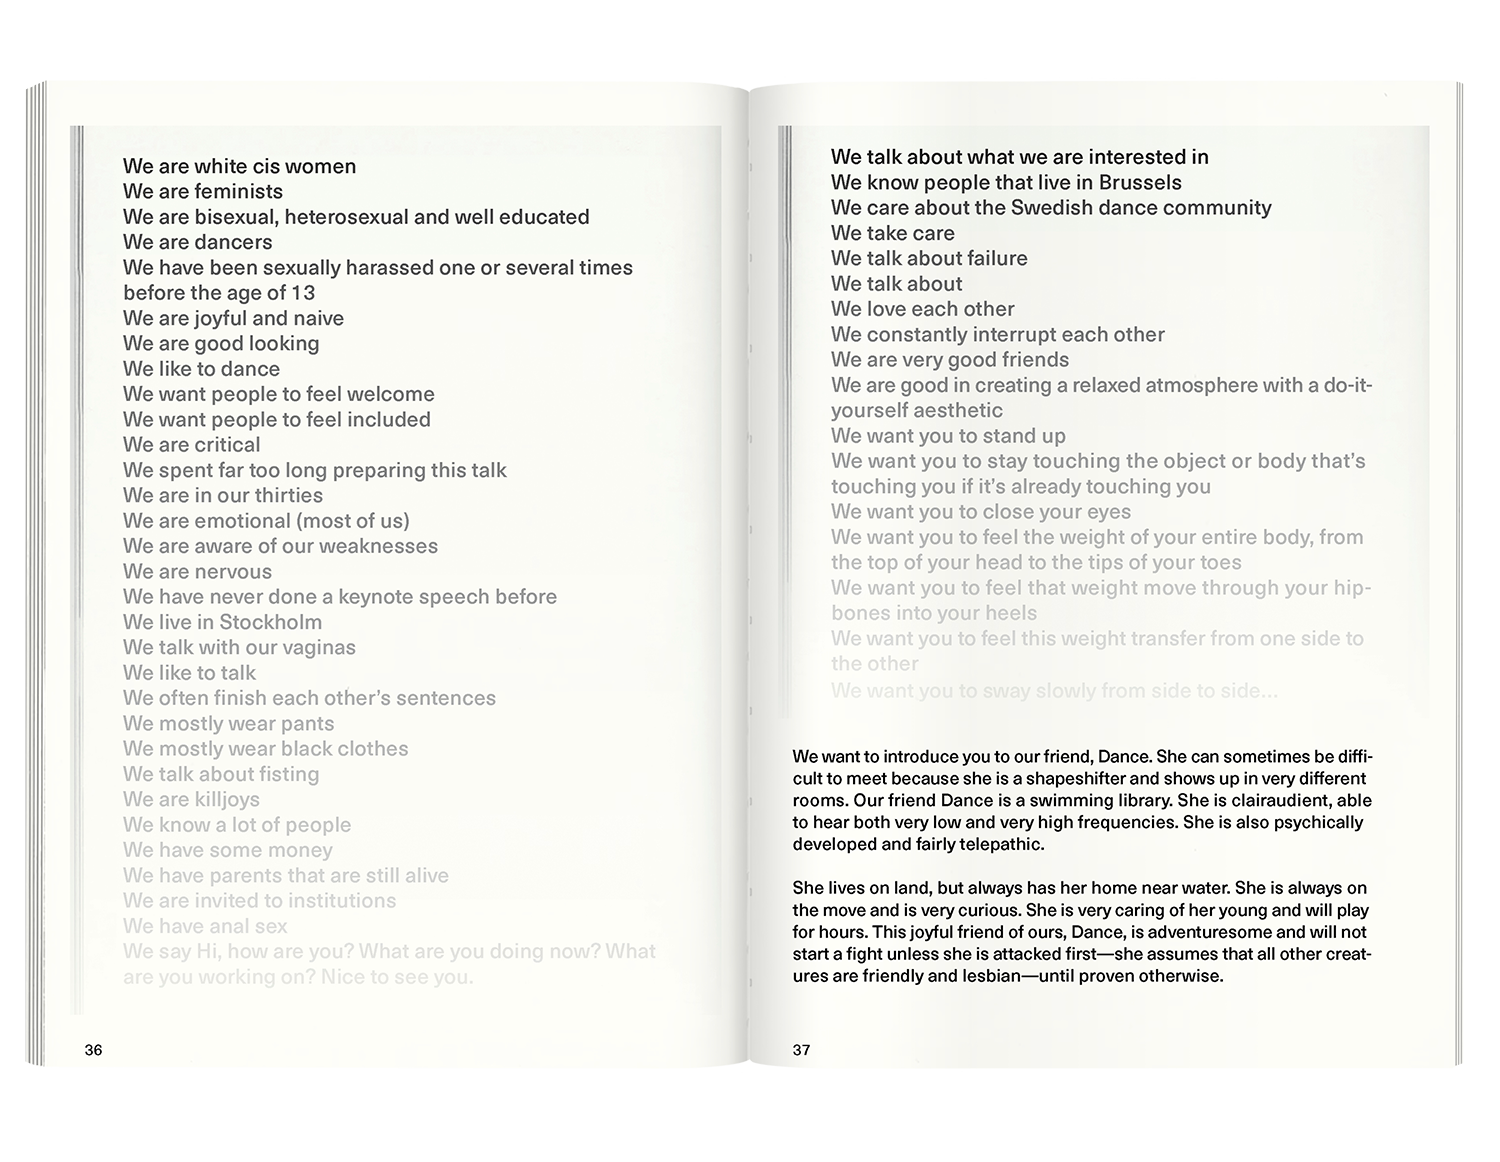 We are white cis women
We are feminists
We are bisexual, heterosexual and well educated
We are dancers
We have been sexually harassed one or several times
before the age of 13
We are joyful and naive
We are good looking
We like to dance
We want people to feel welcome
We want people to feel included
We are critical
We spent far too long preparing this talk
We are in our thirties
We are emotional (most of us)
We are aware of our weaknesses
We are nervous
We have never done a keynote speech before
We live in Stockholm
We talk with our vaginas
We like to talk
We often finish each other’s sentences
We mostly wear pants
We mostly wear black clothes
We talk about fisting
We are killjoys
We know a lot of people
We have some money
We have parents that are still alive
We are invited to institutions
We have anal sex
We say Hi, how are you? What are you doing now? What
are you working on? Nice to see you.
36
We talk about what we are interested in
We know people that live in Brussels
We care about the Swedish dance community
We take care
We talk about failure
We talk about
We love each other
We constantly interrupt each other
We are very good friends
We are good in creating a relaxed atmosphere with a do-it-
yourself aesthetic
We want you to stand up
We want you to stay touching the object or body that’s
touching you if it’s already touching you
We want you to close your eyes
We want you to feel the weight of your entire body, from
the top of your head to the tips of your toes
We want you to feel that weight move through your hip-
bones into your heels
We want you to feel this weight transfer from one side to
the other
We want you to sway slowly from side to side...
We want to introduce you to our friend, Dance. She can sometimes be diffi-
cult to meet because she is a shapeshifter and shows up in very different
rooms. Our friend Dance is a swimming library. She is clairaudient, able
to hear both very low and very high frequencies. She is also psychically
developed and fairly telepathic.
She lives on land, but always has her home near water. She is always on
the move and is very curious. She is very caring of her young and will play
for hours. This joyful friend of ours, Dance, is adventuresome and will not
start a fight unless she is attacked first—she assumes that all other creat-
ures are friendly and lesbian—until proven otherwise.
37